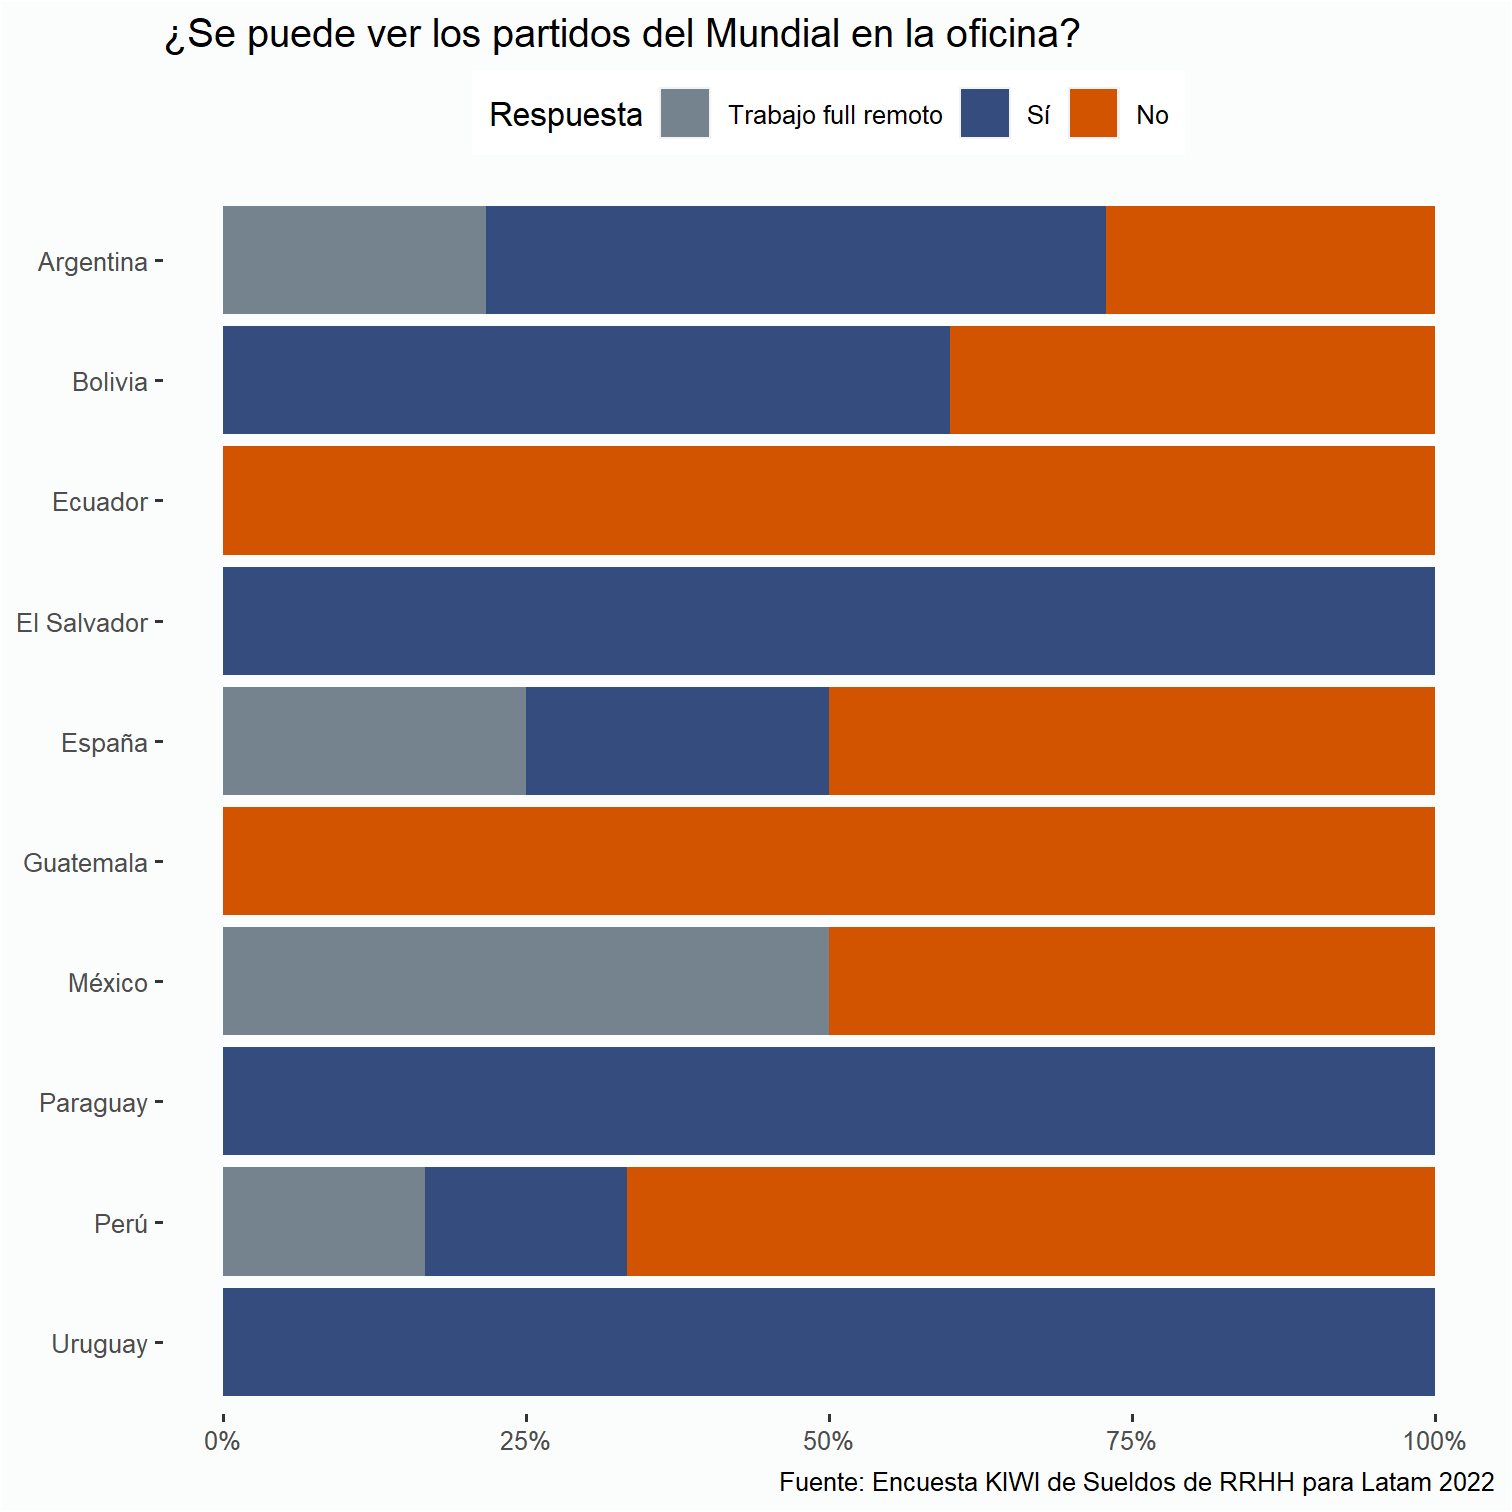 ¿Se puede ver los partidos del Mundial en la oficina?
Respuesta Trabajo full remoto Sí No
Argentina
Bolivia
Ecuador
El Salvador
España
Guatemala
México
Paraguay
Perú
Uruguay
0% 25% 50% 75% 100%
Fuente: Encuesta KIWI de Sueldos de RRHH para Latam 2022